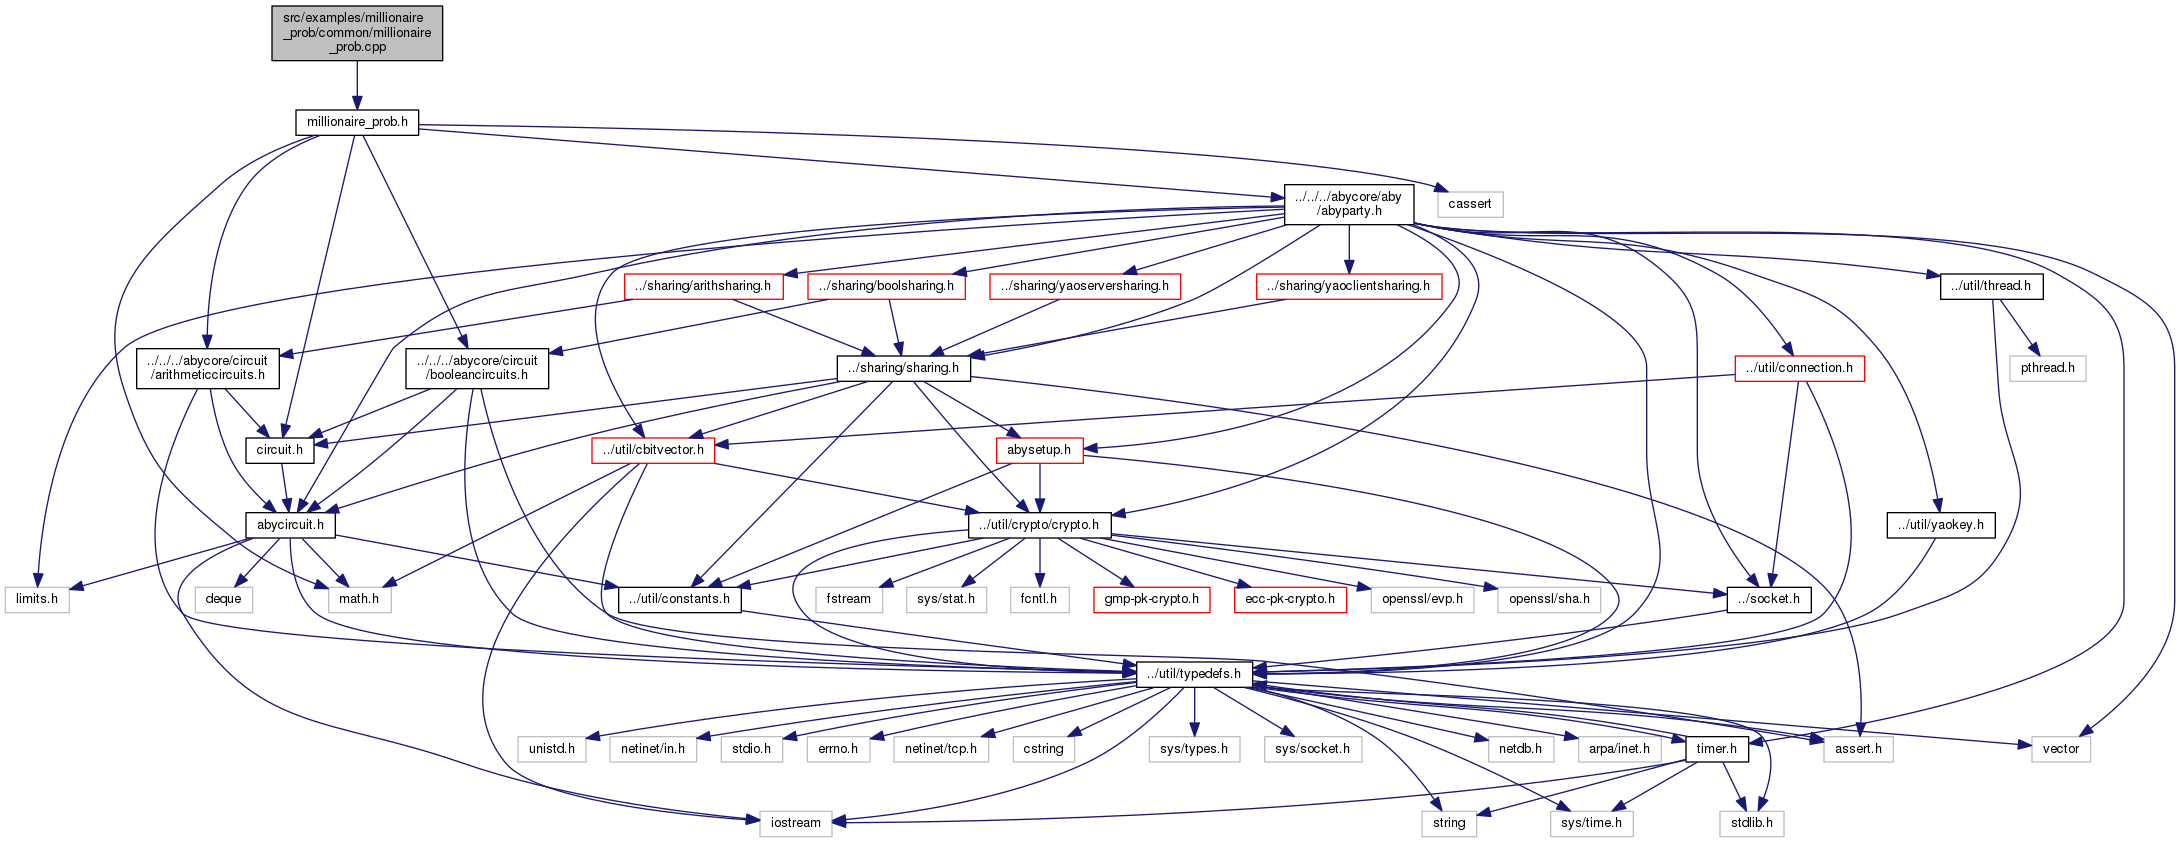 src/examples/millionaire
_prob/common/millionaire
_prob.cpp
millionaire_prob.h
../../../abycore/aby
/abyparty.h
cassert
../sharing/arithsharing.h
../sharing/boolsharing.h
../sharing/yaoserversharing.h
../sharing/yaoclientsharing.h
../util/thread.h
../../../abycore/circuit
/arithmeticcircuits.h
../../../abycore/circuit
/booleancircuits.h
../sharing/sharing.h
../util/connection.h
pthread.h
circuit.h
../util/cbitvector.h
abysetup.h
abycircuit.h
../util/crypto/crypto.h
../util/yaokey.h
limits.h
deque
math.h
../util/constants.h
fstream
sys/stat.h
fcntl.h
gmp-pk-crypto.h
ecc-pk-crypto.h
openssl/evp.h
openssl/sha.h
../socket.h
../util/typedefs.h
unistd.h
netinet/in.h
stdio.h
errno.h
netinet/tcp.h
cstring
sys/types.h
sys/socket.h
netdb.h
arpa/inet.h
timer.h
assert.h
vector
iostream
string
sys/time.h
stdlib.h